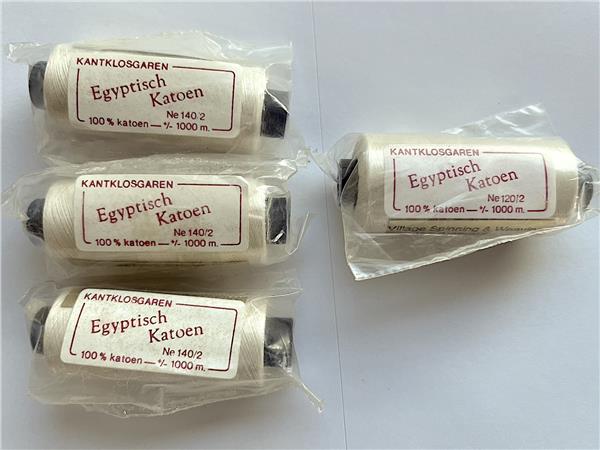 KANTKLOSGAREN
Egyptisch
Katoen
Ne 140/2
100 % katoen — +/- 1000 m.
KANTKLOSGAREN
Egyptisch
Katoen
Ne 140/2
100 % katoen — +/- 1000 m.
KANTKLOSGAREN
Egyptisch
Katoen
Ne 140/2
100 % katoen — +/- 1000 m.
KANTKLOSGAREN
Egyptisch
Katoen
Ne 120/2
100 % katoen — +/- 1000 m.
Village Spinning & Weavin